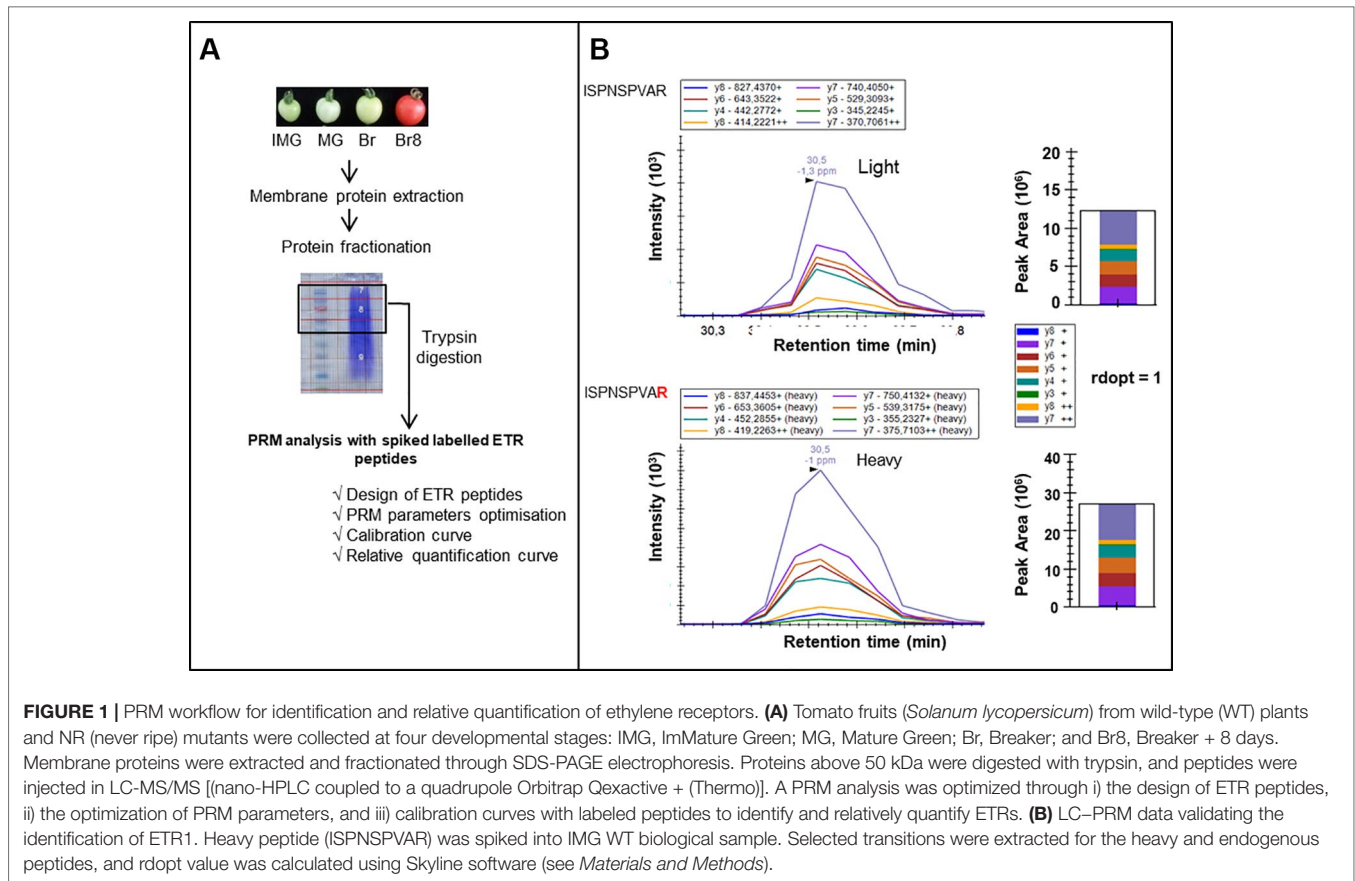 A
IMG MG Br Br8
Membrane protein extraction
Protein fractionation
Trypsin
digestion
PRM analysis with spiked labelled ETR
peptides
√ Design of ETR peptides
√ PRM parameters optimisation
√ Calibration curve
√ Relative quantification curve
B
ISPNSPVAR
y8 - 827,4370+ y7 - 740,4050+
y6 - 643,3522+ y5 - 529,3093+
y4 - 442,2772+ y3 - 345,2245+
y8 - 414,2221++ y7 - 370,7061++
Intensity (10³)
30,5
-1,3 ppm
Light
30,3
Retention time (min)
Peak Area (10⁶)
20
15
10
5
0
y8 +
y7 +
y6 +
y5 +
y4 +
y3 +
y8 ++
y7 ++
rdopt = 1
ISPNSPVAR
y8 - 837,4453+ (heavy) y7 - 750,4132+ (heavy)
y6 - 653,3605+ (heavy) y5 - 539,3175+ (heavy)
y4 - 452,2855+ (heavy) y3 - 355,2327+ (heavy)
y8 - 419,2263++ (heavy) y7 - 375,7103++ (heavy)
Intensity (10³)
30,5
-1 ppm
Heavy
Retention time (min)
Peak Area (10⁶)
40
30
20
10
0
FIGURE 1 | PRM workflow for identification and relative quantification of ethylene receptors. (A) Tomato fruits (Solanum lycopersicum) from wild-type (WT) plants
and NR (never ripe) mutants were collected at four developmental stages: IMG, ImMature Green; MG, Mature Green; Br, Breaker; and Br8, Breaker + 8 days.
Membrane proteins were extracted and fractionated through SDS-PAGE electrophoresis. Proteins above 50 kDa were digested with trypsin, and peptides were
injected in LC-MS/MS [(nano-HPLC coupled to a quadrupole Orbitrap Qexactive + (Thermo)]. A PRM analysis was optimized through i) the design of ETR peptides,
ii) the optimization of PRM parameters, and iii) calibration curves with labeled peptides to identify and relatively quantify ETRs. (B) LC–PRM data validating the
identification of ETR1. Heavy peptide (ISPNSPVAR) was spiked into IMG WT biological sample. Selected transitions were extracted for the heavy and endogenous
peptides, and rdopt value was calculated using Skyline software (see Materials and Methods).